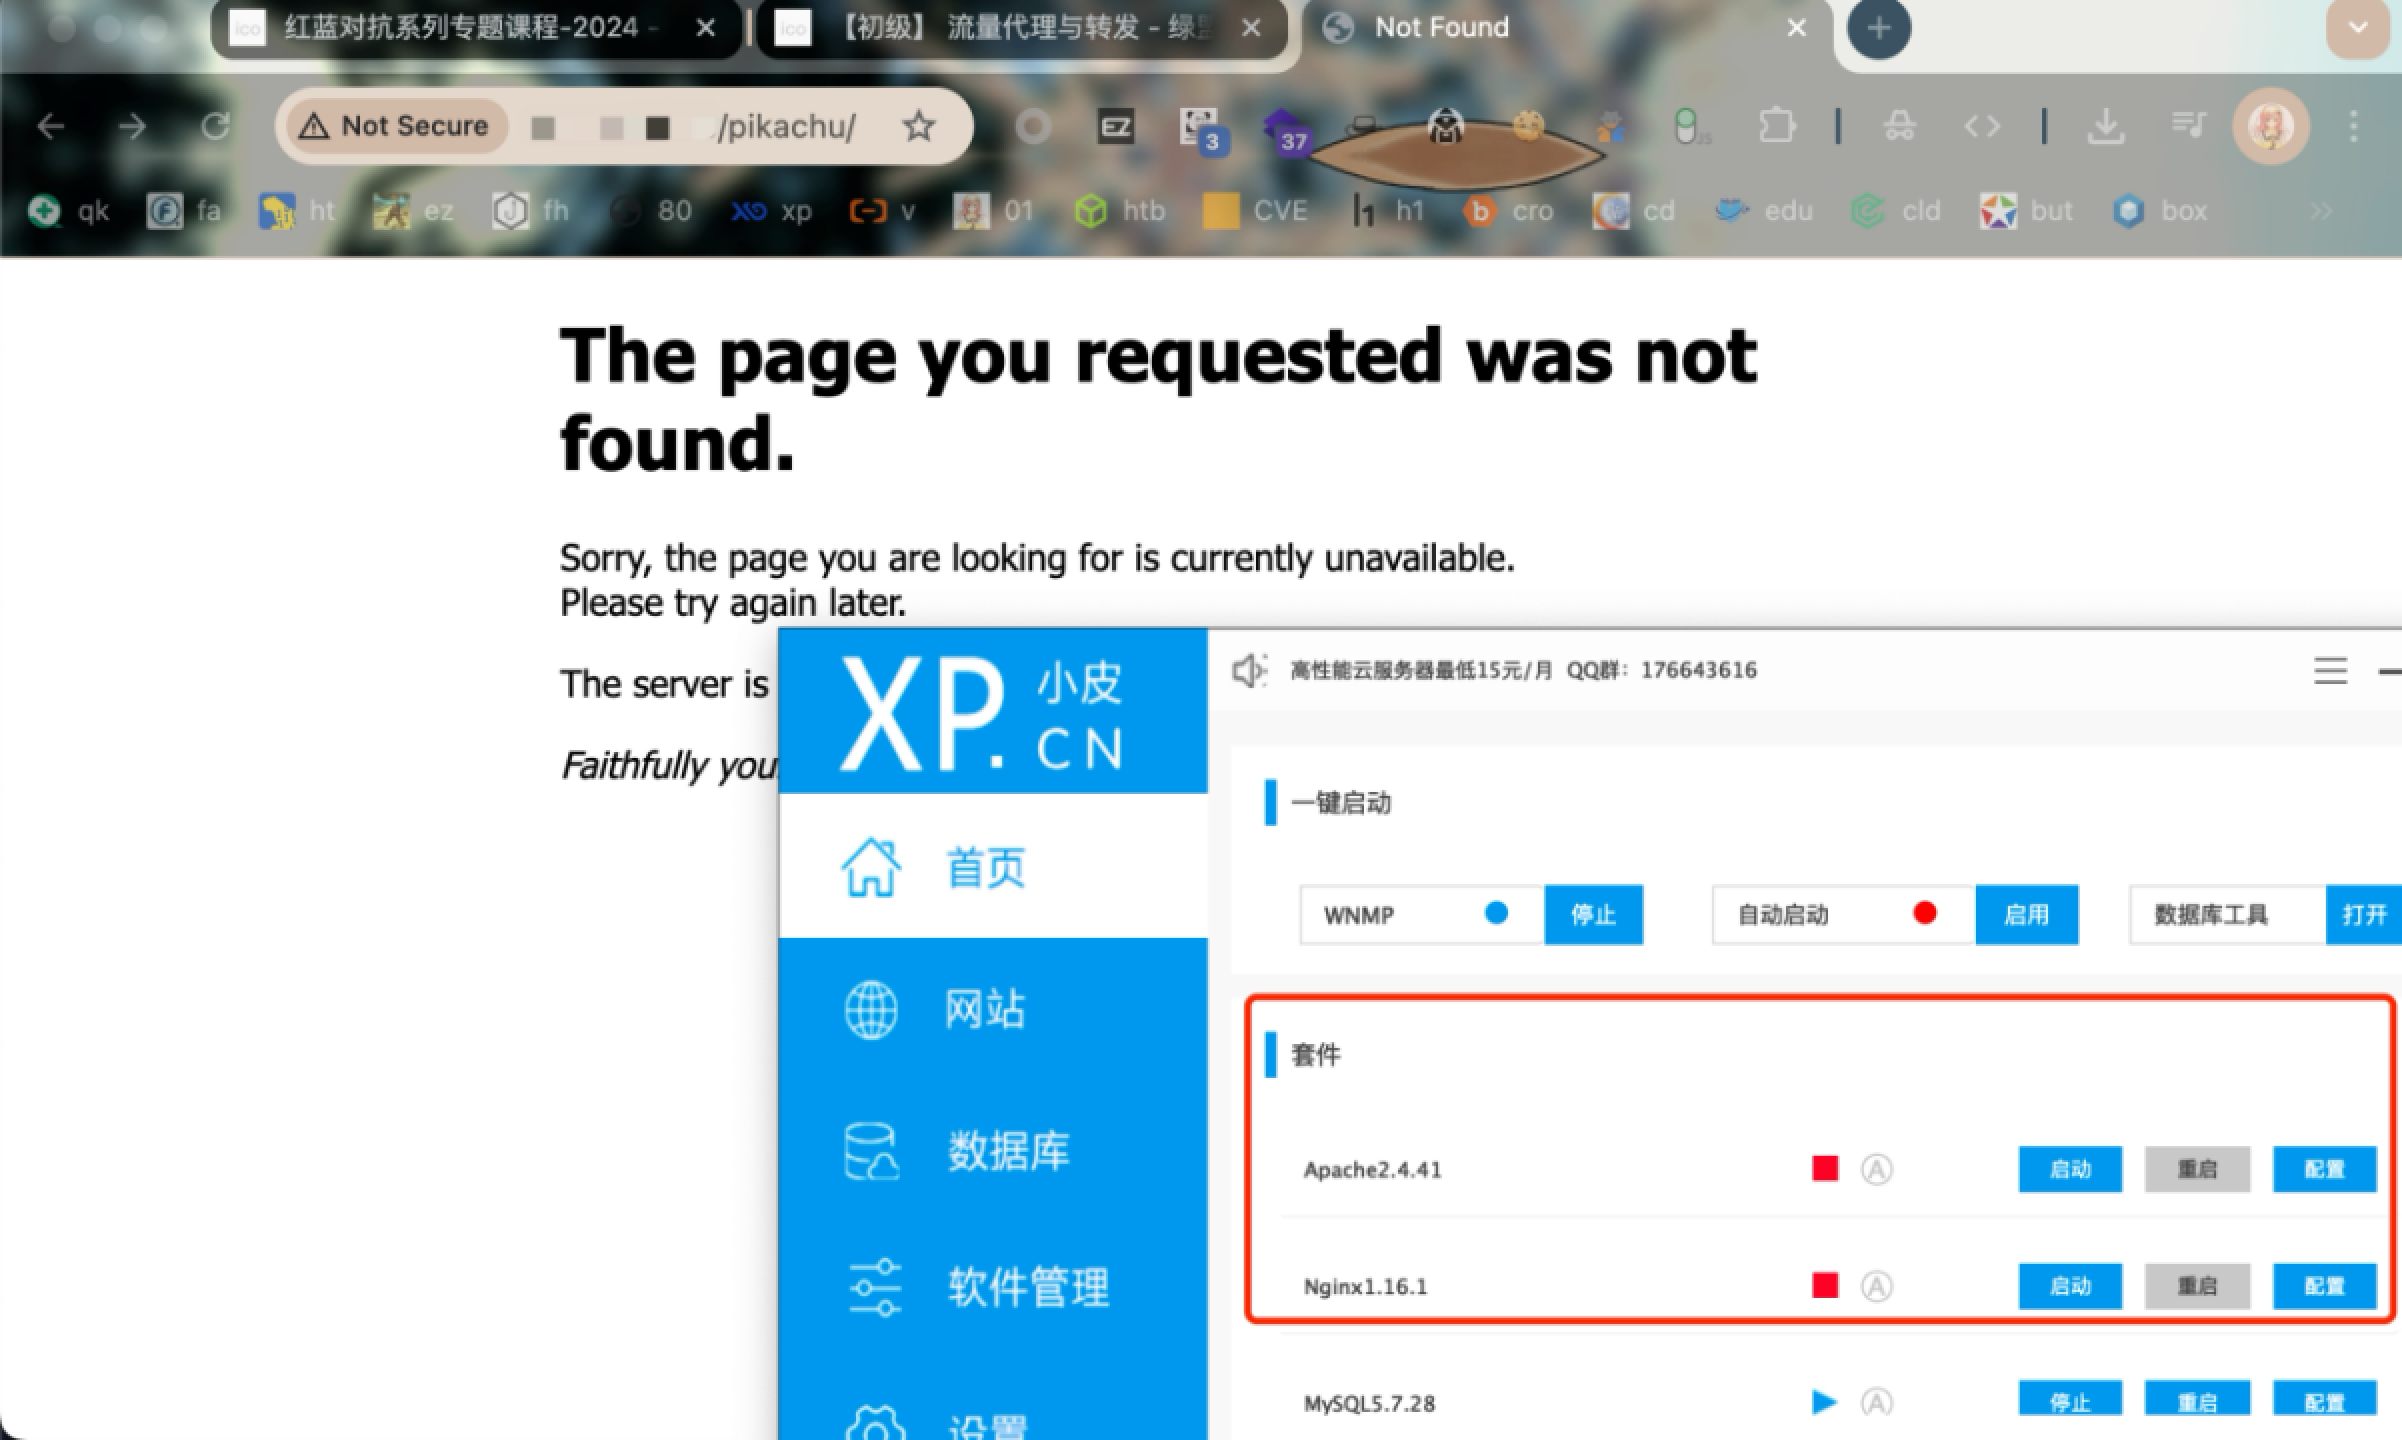 红蓝对抗系列专题课程-2024 -
【初级】 流量代理与转发 - 绿盟
Not Found
Not Secure
/pikachu/
EZ
3
37
JS
qk
fa
ht
ez
fh
80
xp
v
01
htb
CVE
h1
cro
cd
edu
cld
but
box
The page you requested was not
found.
Sorry, the page you are looking for is currently unavailable.
Please try again later.
The server is
Faithfully you
XP.小皮
CN
高性能云服务器最低15元/月 QQ群：176643616
一键启动
首页
WNMP 停止 自动启动 启用 数据库工具 打开
网站
套件
数据库
Apache2.4.41 启动 重启 配置
软件管理
Nginx1.16.1 启动 重启 配置
MySQL5.7.28 停止 重启 配置
设置